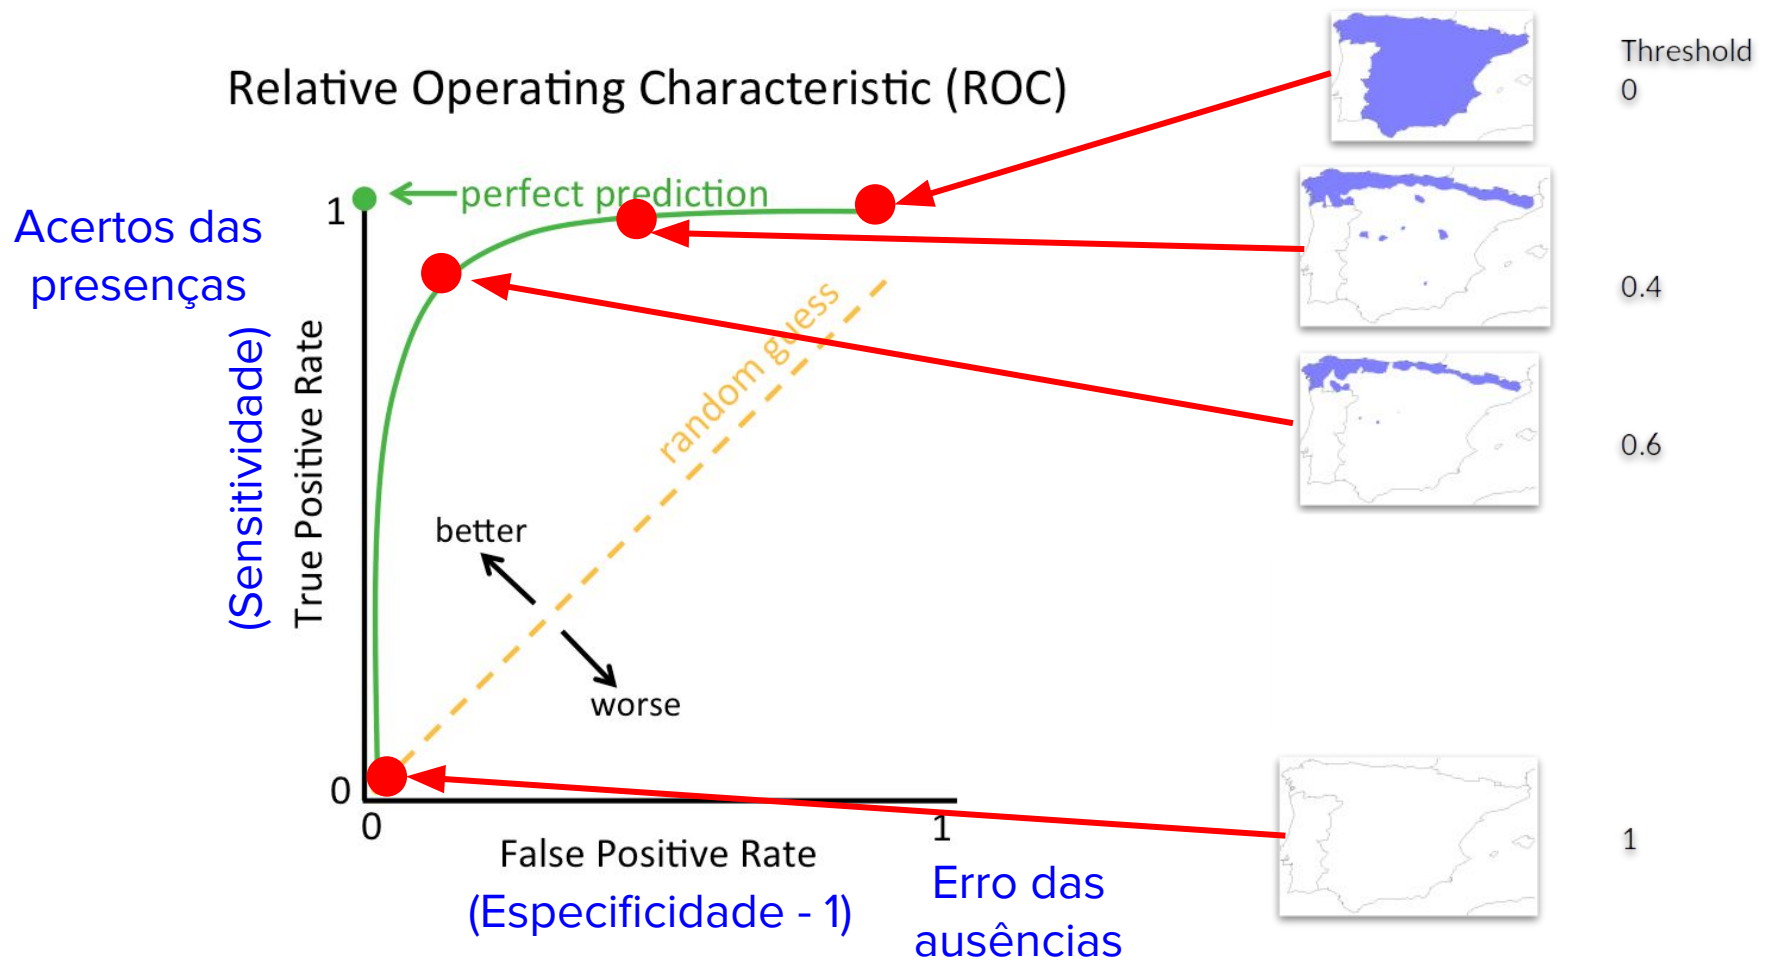 Relative Operating Characteristic (ROC)
Threshold
0
perfect prediction
1
Acertos das
presenças
(Sensitividade)
True Positive Rate
random guess
0.4
0.6
better
worse
0
0
1
1
False Positive Rate
(Especificidade - 1)
Erro das
ausências